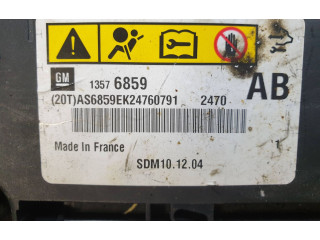 GM
1357 6859
AB
(20T)AS6859EK24760791 2470
Made In France
SDM10.12.04